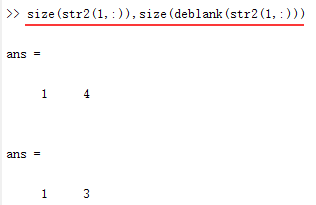 >> size(str2(1,:)),size(deblank(str2(1,:)))
ans =
1 4
ans =
1 3